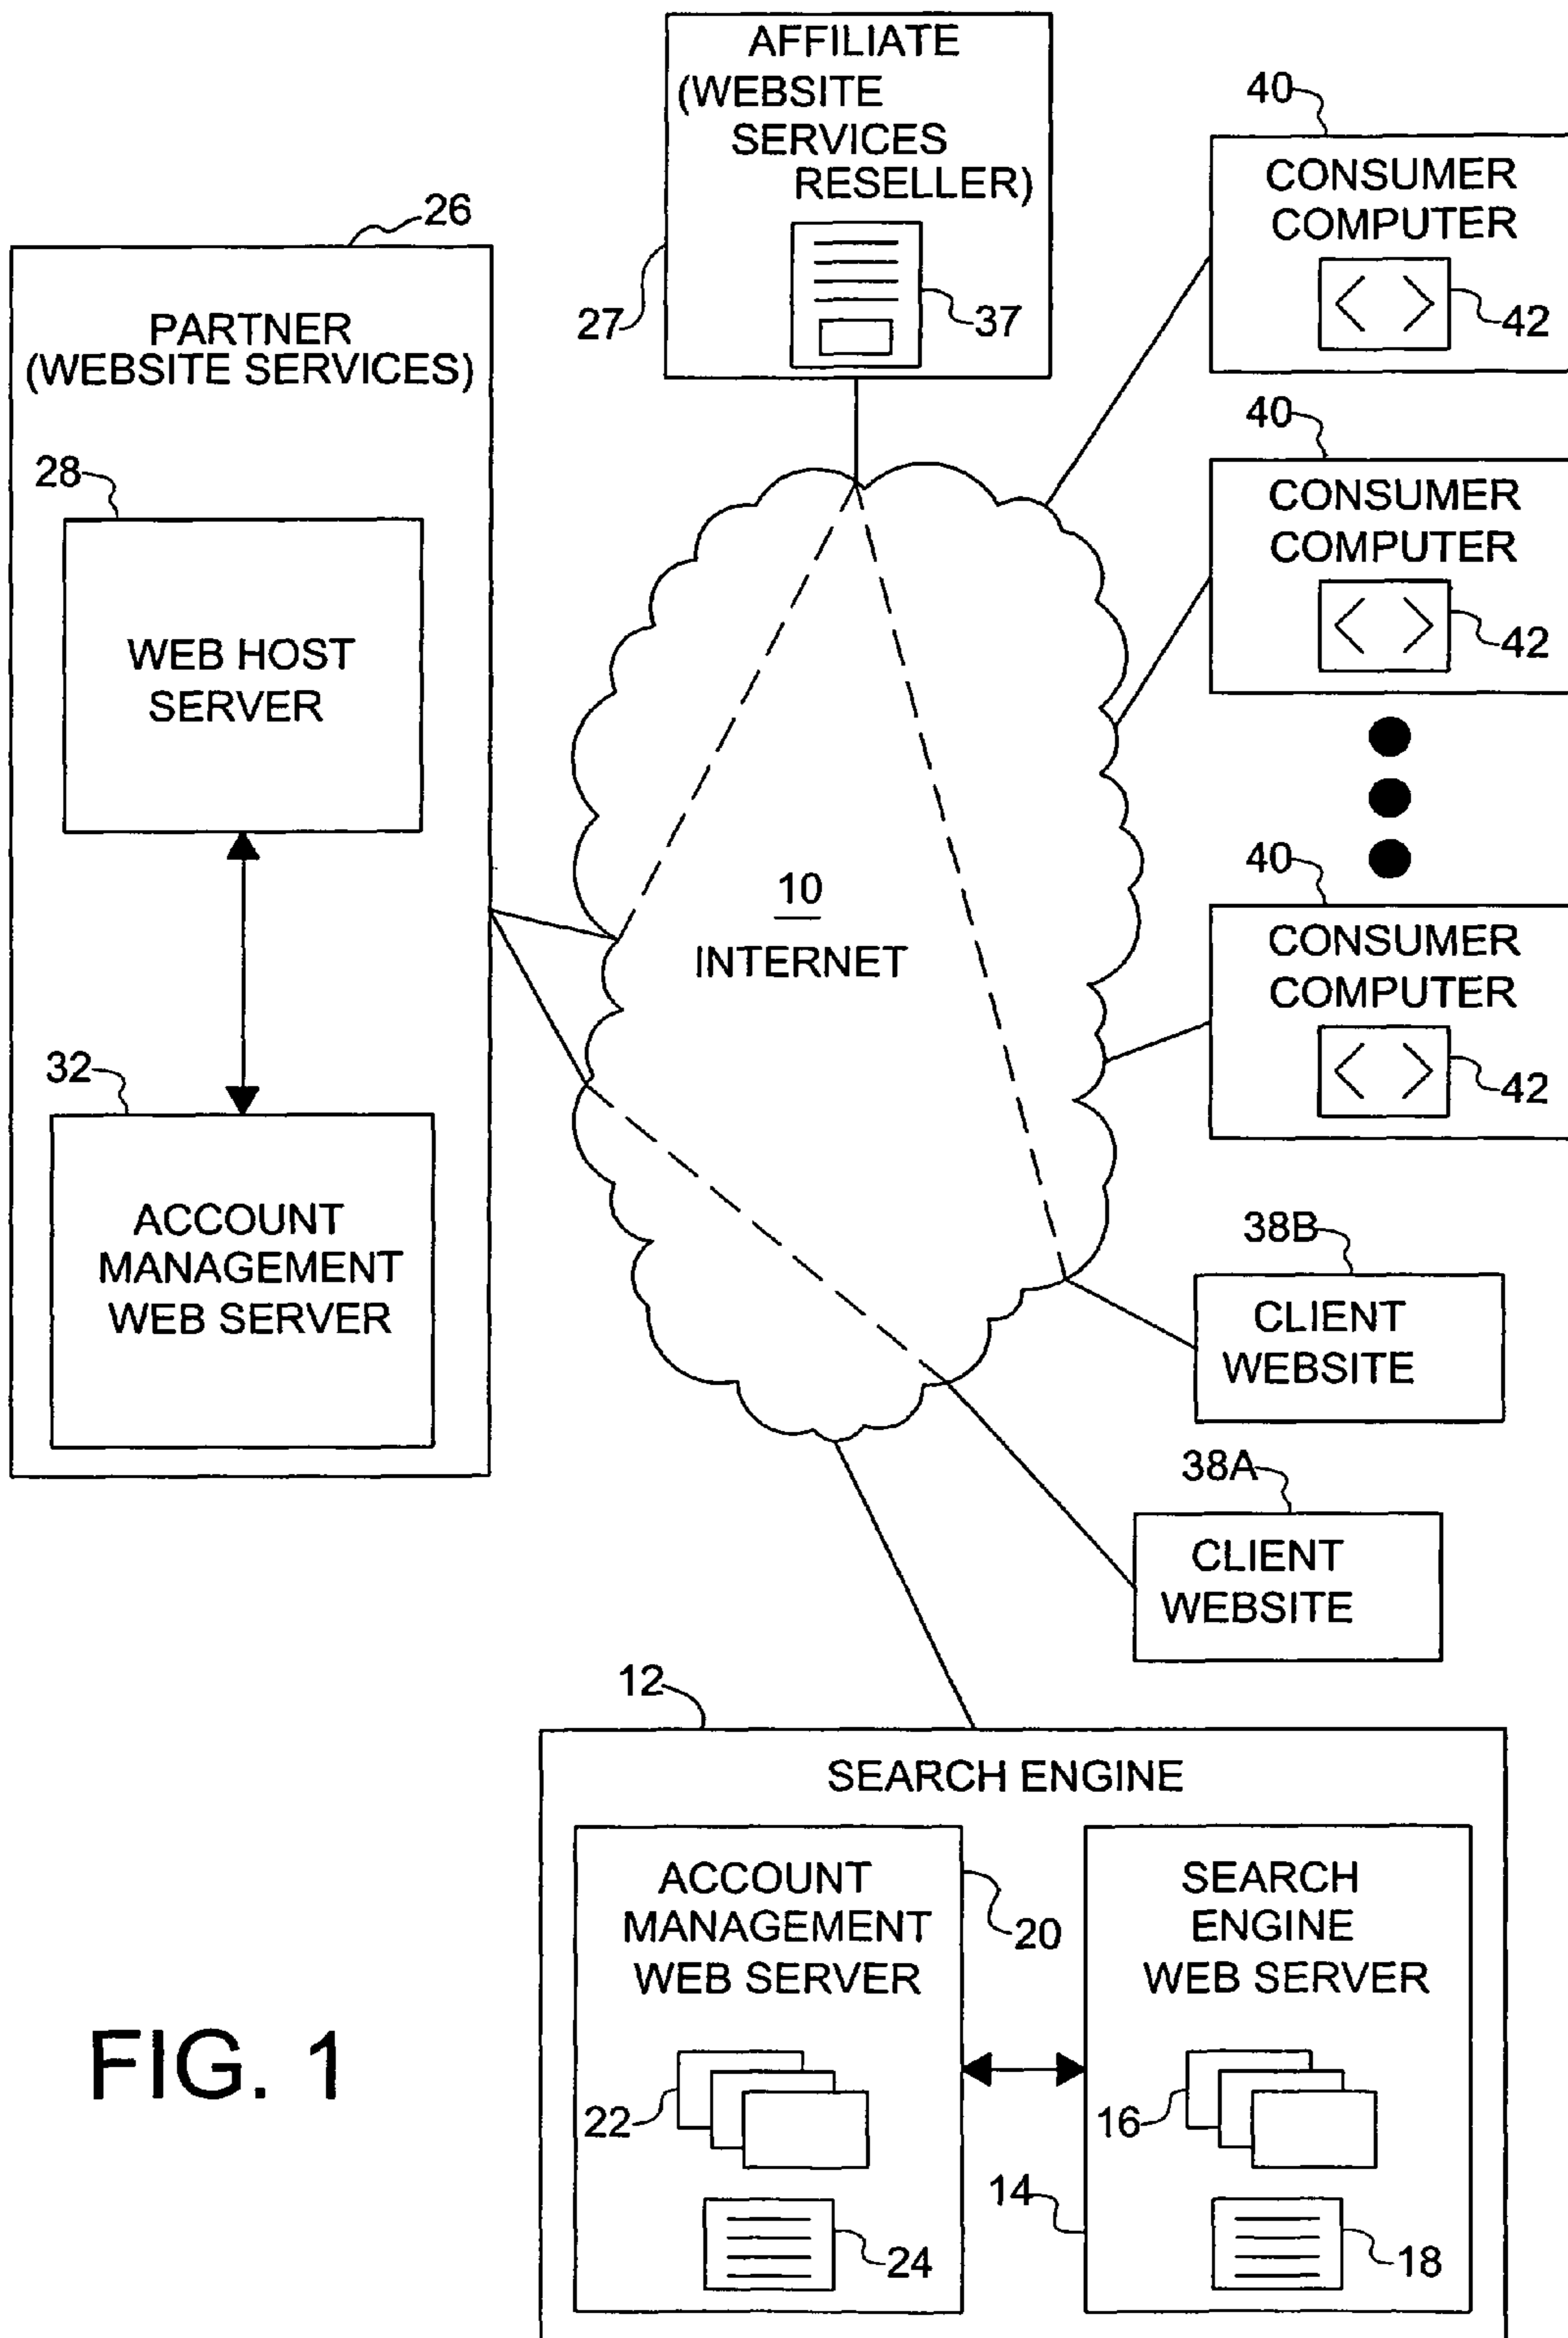 AFFILIATE
(WEBSITE
SERVICES
RESELLER)
27
37
40
CONSUMER
COMPUTER
42
26
PARTNER
(WEBSITE SERVICES)
28
WEB HOST
SERVER
32
ACCOUNT
MANAGEMENT
WEB SERVER
40
CONSUMER
COMPUTER
42
10
INTERNET
40
CONSUMER
COMPUTER
42
38B
CLIENT
WEBSITE
38A
CLIENT
WEBSITE
12
SEARCH ENGINE
ACCOUNT
MANAGEMENT
WEB SERVER
20
22
24
SEARCH
ENGINE
WEB SERVER
16
14
18
FIG. 1